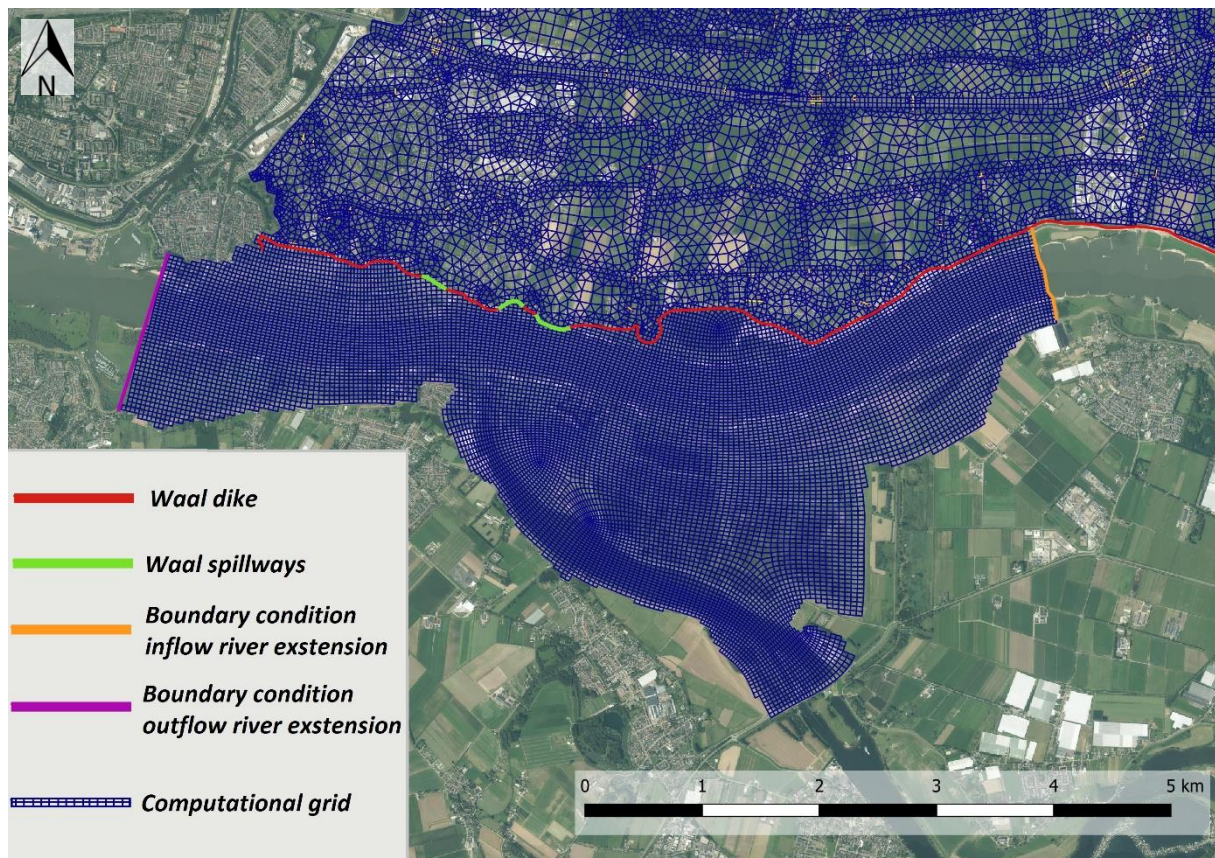 N
Waal dike
Waal spillways
Boundary condition
inflow river exstension
Boundary condition
outflow river exstension
Computational grid
0 1 2 3 4 5 km